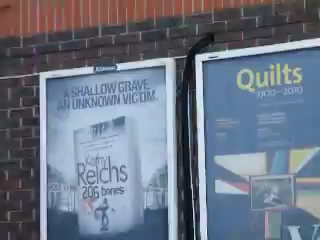 A SHALLOW GRAVE
AN UNKNOWN VICTIM.
Kathy
REICHS
206 bones
Quilts
1700–2010
V